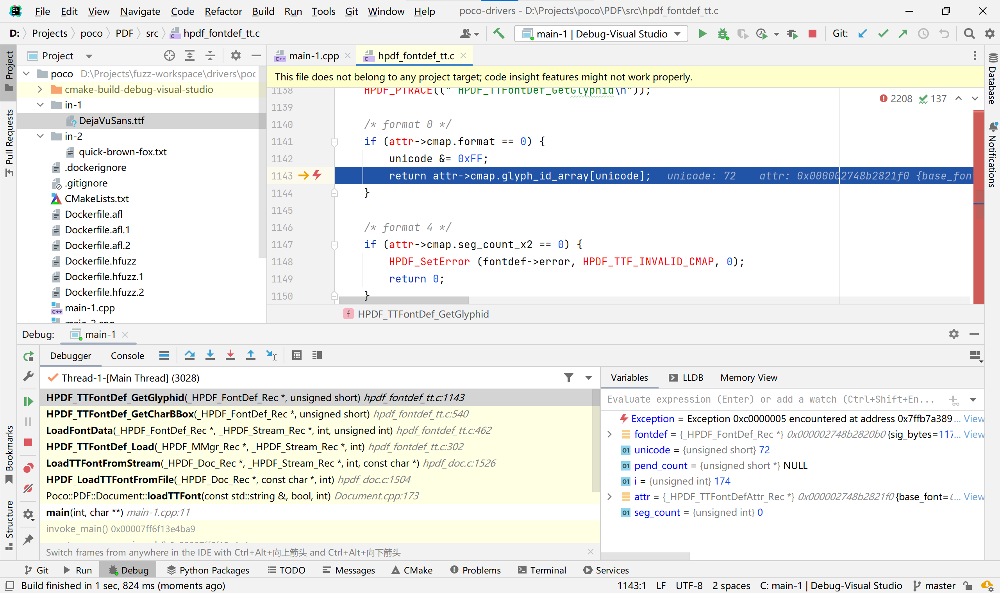 File Edit View Navigate Code Refactor Build Run Tools Git Window Help poco-drivers - D:\Projects\poco\PDF\src\hpdf_fontdef_tt.c
D: Projects poco PDF src hpdf_fontdef_tt.c main-1 | Debug-Visual Studio Git:
Project
main-1.cpp hpdf_fontdef_tt.c
This file does not belong to any project target; code insight features might not work properly.
2208 137
poco D:\Projects\fuzz-workspace\drivers\poc
cmake-build-debug-visual-studio
in-1
DejaVuSans.ttf
in-2
quick-brown-fox.txt
.dockerignore
.gitignore
CMakeLists.txt
Dockerfile.afl
Dockerfile.afl.1
Dockerfile.afl.2
Dockerfile.hfuzz
Dockerfile.hfuzz.1
Dockerfile.hfuzz.2
main-1.cpp
main-2.cpp
1138 HPDF_PTRACE((" HPDF_TTFontDef_GetGlyphid\n"));
1139
1140 /* format 0 */
1141 if (attr->cmap.format == 0) {
1142 unicode &= 0xFF;
1143 return attr->cmap.glyph_id_array[unicode]; unicode: 72 attr: 0x000002748b2821f0 {base_font
1144 }
1145
1146 /* format 4 */
1147 if (attr->cmap.seg_count_x2 == 0) {
1148 HPDF_SetError (fontdef->error, HPDF_TTF_INVALID_CMAP, 0);
1149 return 0;
1150 }
f HPDF_TTFontDef_GetGlyphid
Project
Pull Requests
Bookmarks
Structure
Database
Notifications
Debug: main-1
Debugger Console
Thread-1-[Main Thread] (3028)
HPDF_TTFontDef_GetGlyphid(_HPDF_FontDef_Rec *, unsigned short) hpdf_fontdef_tt.c:1143
HPDF_TTFontDef_GetCharBBox(_HPDF_FontDef_Rec *, unsigned short) hpdf_fontdef_tt.c:540
LoadFontData(_HPDF_FontDef_Rec *, _HPDF_Stream_Rec *, int, unsigned int) hpdf_fontdef_tt.c:462
HPDF_TTFontDef_Load(_HPDF_MMgr_Rec *, _HPDF_Stream_Rec *, int) hpdf_fontdef_tt.c:302
LoadTTFontFromStream(_HPDF_Doc_Rec *, _HPDF_Stream_Rec *, int, const char *) hpdf_doc.c:1526
HPDF_LoadTTFontFromFile(_HPDF_Doc_Rec *, const char *, int) hpdf_doc.c:1504
Poco::PDF::Document::loadTTFont(const std::string &, bool, int) Document.cpp:173
main(int, char **) main-1.cpp:11
invoke_main() 0x00007ff6f13e4ba9
Switch frames from anywhere in the IDE with Ctrl+Alt+向上箭头 and Ctrl+Alt+向下箭头
Variables LLDB Memory View
Evaluate expression (Enter) or add a watch (Ctrl+Shift+En...
Exception = Exception 0xc0000005 encountered at address 0x7ffb7a389... View
fontdef = {_HPDF_FontDef_Rec *} 0x000002748b2820b0 {sig_bytes=117... View
unicode = {unsigned short} 72
pend_count = {unsigned short *} NULL
i = {unsigned int} 174
attr = {_HPDF_TTFontDefAttr_Rec *} 0x000002748b2821f0 {base_font=... View
seg_count = {unsigned int} 0
Git Run Debug Python Packages TODO Messages CMake Problems Terminal Services
Build finished in 1 sec, 824 ms (moments ago) 1143:1 LF UTF-8 2 spaces C: main-1 | Debug-Visual Studio master